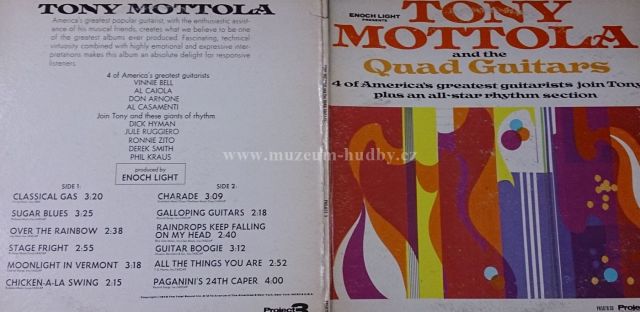 TONY MOTTOLA
America's greatest popular guitarist, with the enthusiastic assist-
ance of his musical friends, creates what we believe to be one
of the greatest albums ever produced. Fascinating, technical
virtuosity combined with highly emotional and expressive inter-
pretations makes this album an absolute delight for responsive
listeners.
4 of America's greatest guitarists
VINNIE BELL
AL CAIOLA
DON ARNONE
AL CASAMENTI
Join Tony and these giants of rhythm
DICK HYMAN
JULE RUGGIERO
RONNIE ZITO
DEREK SMITH
PHIL KRAUS
produced by
ENOCH LIGHT
SIDE 1:
CLASSICAL GAS 3:20
SUGAR BLUES 3:25
OVER THE RAINBOW 2:38
STAGE FRIGHT 2:55
MOONLIGHT IN VERMONT 3:18
CHICKEN-A-LA SWING 2:15
SIDE 2:
CHARADE 3:09
GALLOPING GUITARS 2:18
RAINDROPS KEEP FALLING
ON MY HEAD 2:40
GUITAR BOOGIE 3:12
ALL THE THINGS YOU ARE 2:52
PAGANINI'S 24TH CAPER 4:00
Project 3
ENOCH LIGHT
PRESENTS
TONY
MOTTOLA
and the
Quad Guitars
4 of America's greatest guitarists join Tony
plus an all-star rhythm section
www.muzeum-hudby.cz